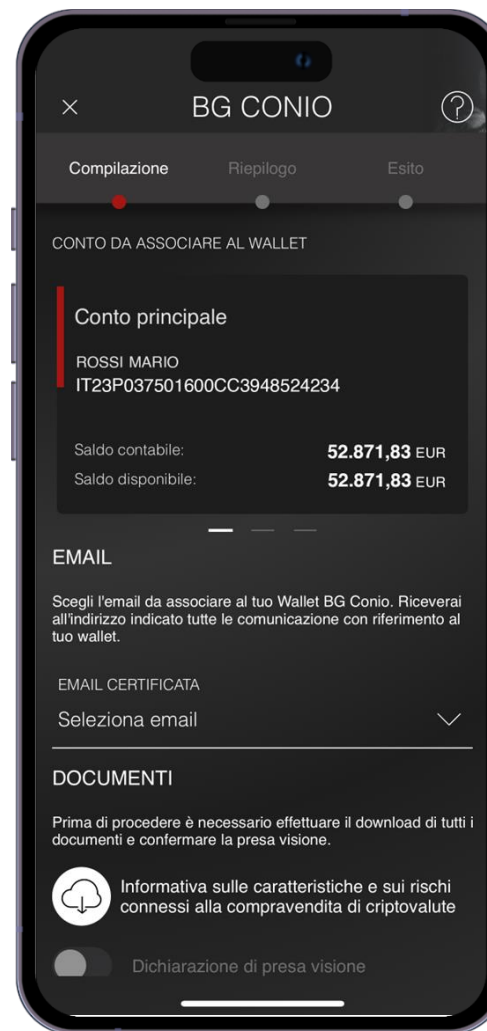 BG CONIO
Compilazione
Riepilogo
Esito
CONTO DA ASSOCIARE AL WALLET
Conto principale
ROSSI MARIO
IT23P037501600CC3948524234
Saldo contabile: 52.871,83 EUR
Saldo disponibile: 52.871,83 EUR
EMAIL
Scegli l'email da associare al tuo Wallet BG Conio. Riceverai
all'indirizzo indicato tutte le comunicazione con riferimento al
tuo wallet.
EMAIL CERTIFICATA
Seleziona email
DOCUMENTI
Prima di procedere è necessario effettuare il download di tutti i
documenti e confermare la presa visione.
Informativa sulle caratteristiche e sui rischi
connessi alla compravendita di criptovalute
Dichiarazione di presa visione